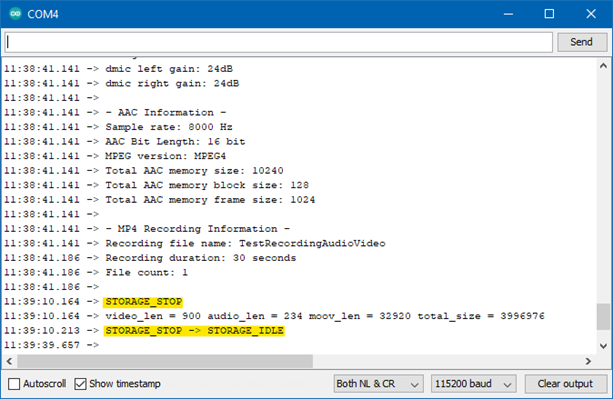 COM4
Send
11:38:41.141 -> dmic left gain: 24dB
11:38:41.141 -> dmic right gain: 24dB
11:38:41.141 ->
11:38:41.141 -> - AAC Information -
11:38:41.141 -> Sample rate: 8000 Hz
11:38:41.141 -> AAC Bit Length: 16 bit
11:38:41.141 -> MPEG version: MPEG4
11:38:41.141 -> Total AAC memory size: 10240
11:38:41.141 -> Total AAC memory block size: 128
11:38:41.141 -> Total AAC memory frame size: 1024
11:38:41.141 ->
11:38:41.141 -> - MP4 Recording Information -
11:38:41.141 -> Recording file name: TestRecordingAudioVideo
11:38:41.186 -> Recording duration: 30 seconds
11:38:41.186 -> File count: 1
11:38:41.186 ->
11:39:10.164 -> STORAGE_STOP
11:39:10.164 -> video_len = 900 audio_len = 234 moov_len = 32920 total_size = 3996976
11:39:10.213 -> STORAGE_STOP -> STORAGE_IDLE
11:39:39.657 ->
Autoscroll Show timestamp Both NL & CR 115200 baud Clear output